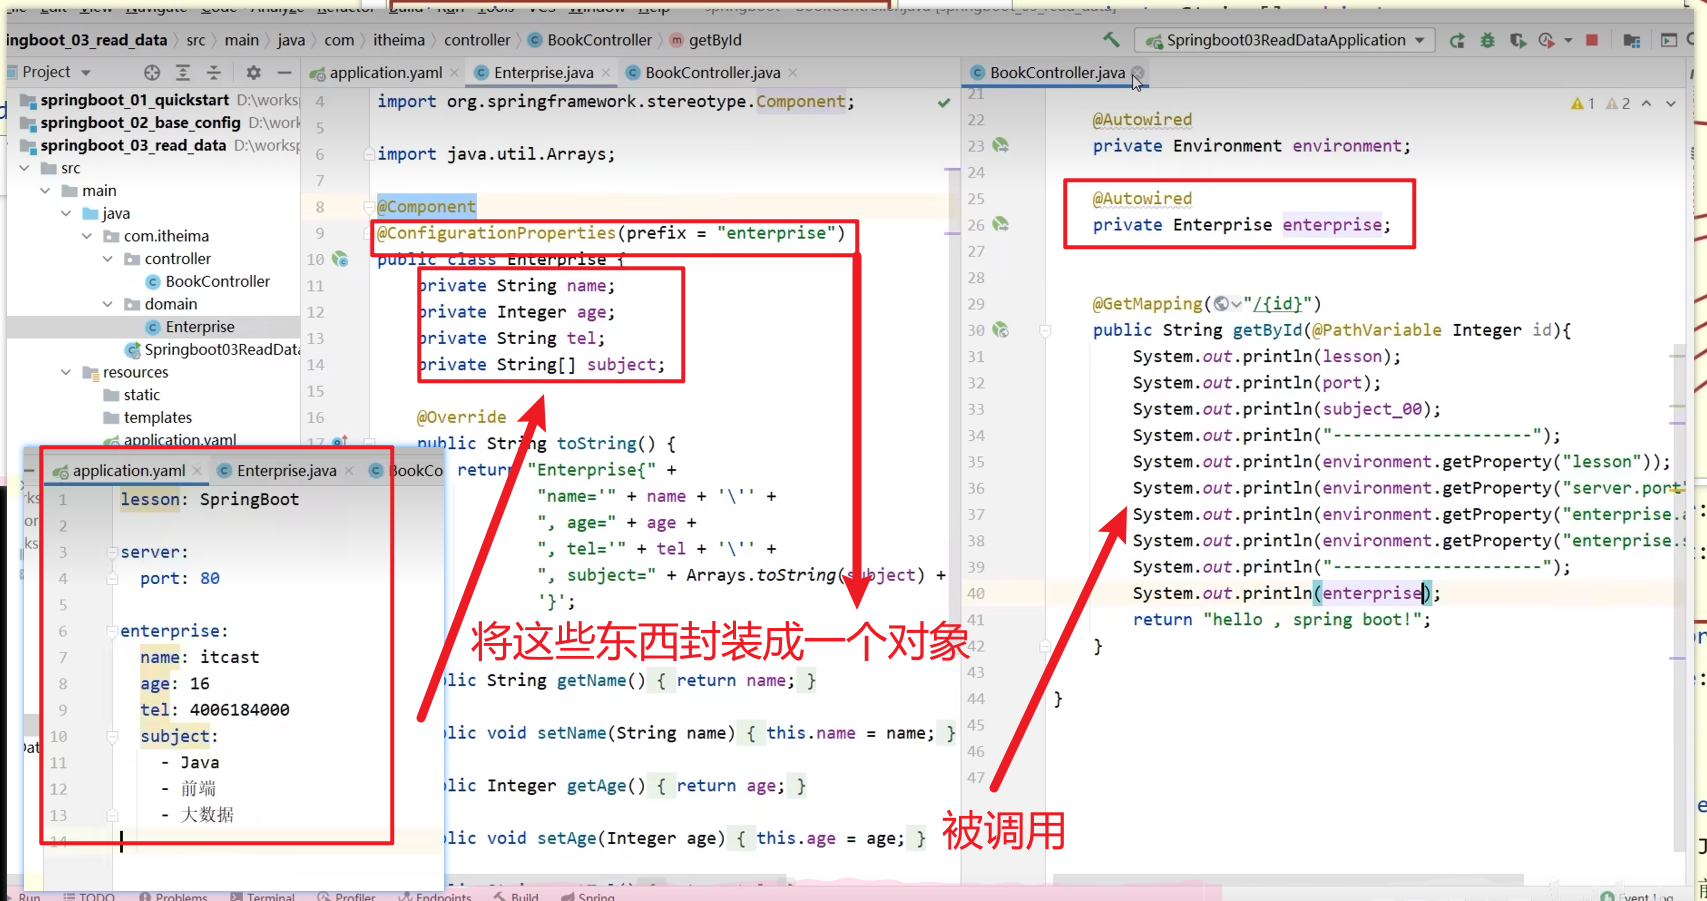 ingboot_03_read_data src main java com itheima controller BookController getById
Springboot03ReadDataApplication
Project
application.yaml Enterprise.java BookController.java
BookController.java
springboot_01_quickstart D:\worksp
springboot_02_base_config D:\work
springboot_03_read_data D:\worksp
src
main
java
com.itheima
controller
BookController
domain
Enterprise
Springboot03ReadData
resources
static
templates
application.yaml
4 import org.springframework.stereotype.Component;
5
6 import java.util.Arrays;
7
8 @Component
9 @ConfigurationProperties(prefix = "enterprise")
10 public class Enterprise {
11 private String name;
12 private Integer age;
13 private String tel;
14 private String[] subject;
15
16 @Override
17 public String toString() {
return "Enterprise{" +
"name='" + name + '\'' +
", age=" + age +
", tel='" + tel + '\'' +
", subject=" + Arrays.toString(subject) +
'}';
将这些东西封装成一个对象
blic String getName() { return name; }
blic void setName(String name) { this.name = name; }
blic Integer getAge() { return age; }
blic void setAge(Integer age) { this.age = age; }
application.yaml Enterprise.java BookCo
1 lesson: SpringBoot
2
3 server:
4 port: 80
5
6 enterprise:
7 name: itcast
8 age: 16
9 tel: 4006184000
10 subject:
11 - Java
12 - 前端
13 - 大数据
14
1 2
21
22 @Autowired
23 private Environment environment;
24
25 @Autowired
26 private Enterprise enterprise;
27
28
29 @GetMapping("/{id}")
30 public String getById(@PathVariable Integer id){
31 System.out.println(lesson);
32 System.out.println(port);
33 System.out.println(subject_00);
34 System.out.println("--------------------");
35 System.out.println(environment.getProperty("lesson"));
36 System.out.println(environment.getProperty("server.port"
37 System.out.println(environment.getProperty("enterprise.a
38 System.out.println(environment.getProperty("enterprise.s
39 System.out.println("---------------------");
40 System.out.println(enterprise);
41 return "hello , spring boot!";
42 }
43
44 }
45
46
47
被调用
Run TODO Problems Terminal Profiler Endpoints Build Spring
Event Log